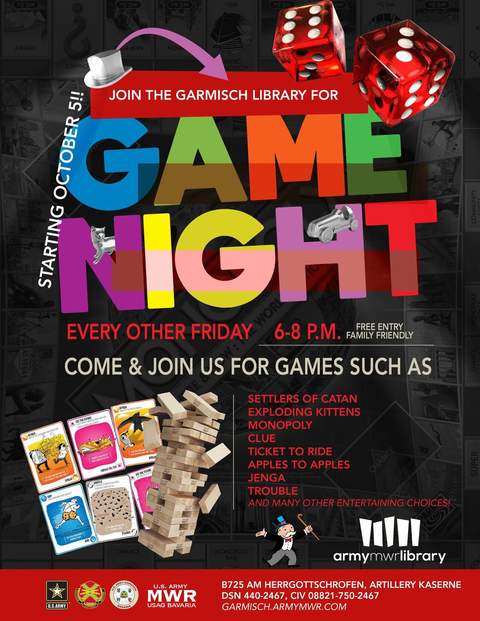 JOIN THE GARMISCH LIBRARY FOR
STARTING OCTOBER 5!!
GAME
NIGHT
EVERY OTHER FRIDAY
6-8 P.M.
FREE ENTRY
FAMILY FRIENDLY
COME & JOIN US FOR GAMES SUCH AS
SETTLERS OF CATAN
EXPLODING KITTENS
MONOPOLY
CLUE
TICKET TO RIDE
APPLES TO APPLES
JENGA
TROUBLE
AND MANY OTHER ENTERTAINING CHOICES!
armymwrlibrary
U.S.ARMY
U.S. ARMY
MWR
USAG BAVARIA
B725 AM HERRGOTTSCHROFEN, ARTILLERY KASERNE
DSN 440-2467, CIV 08821-750-2467
GARMISCH.ARMYMWR.COM